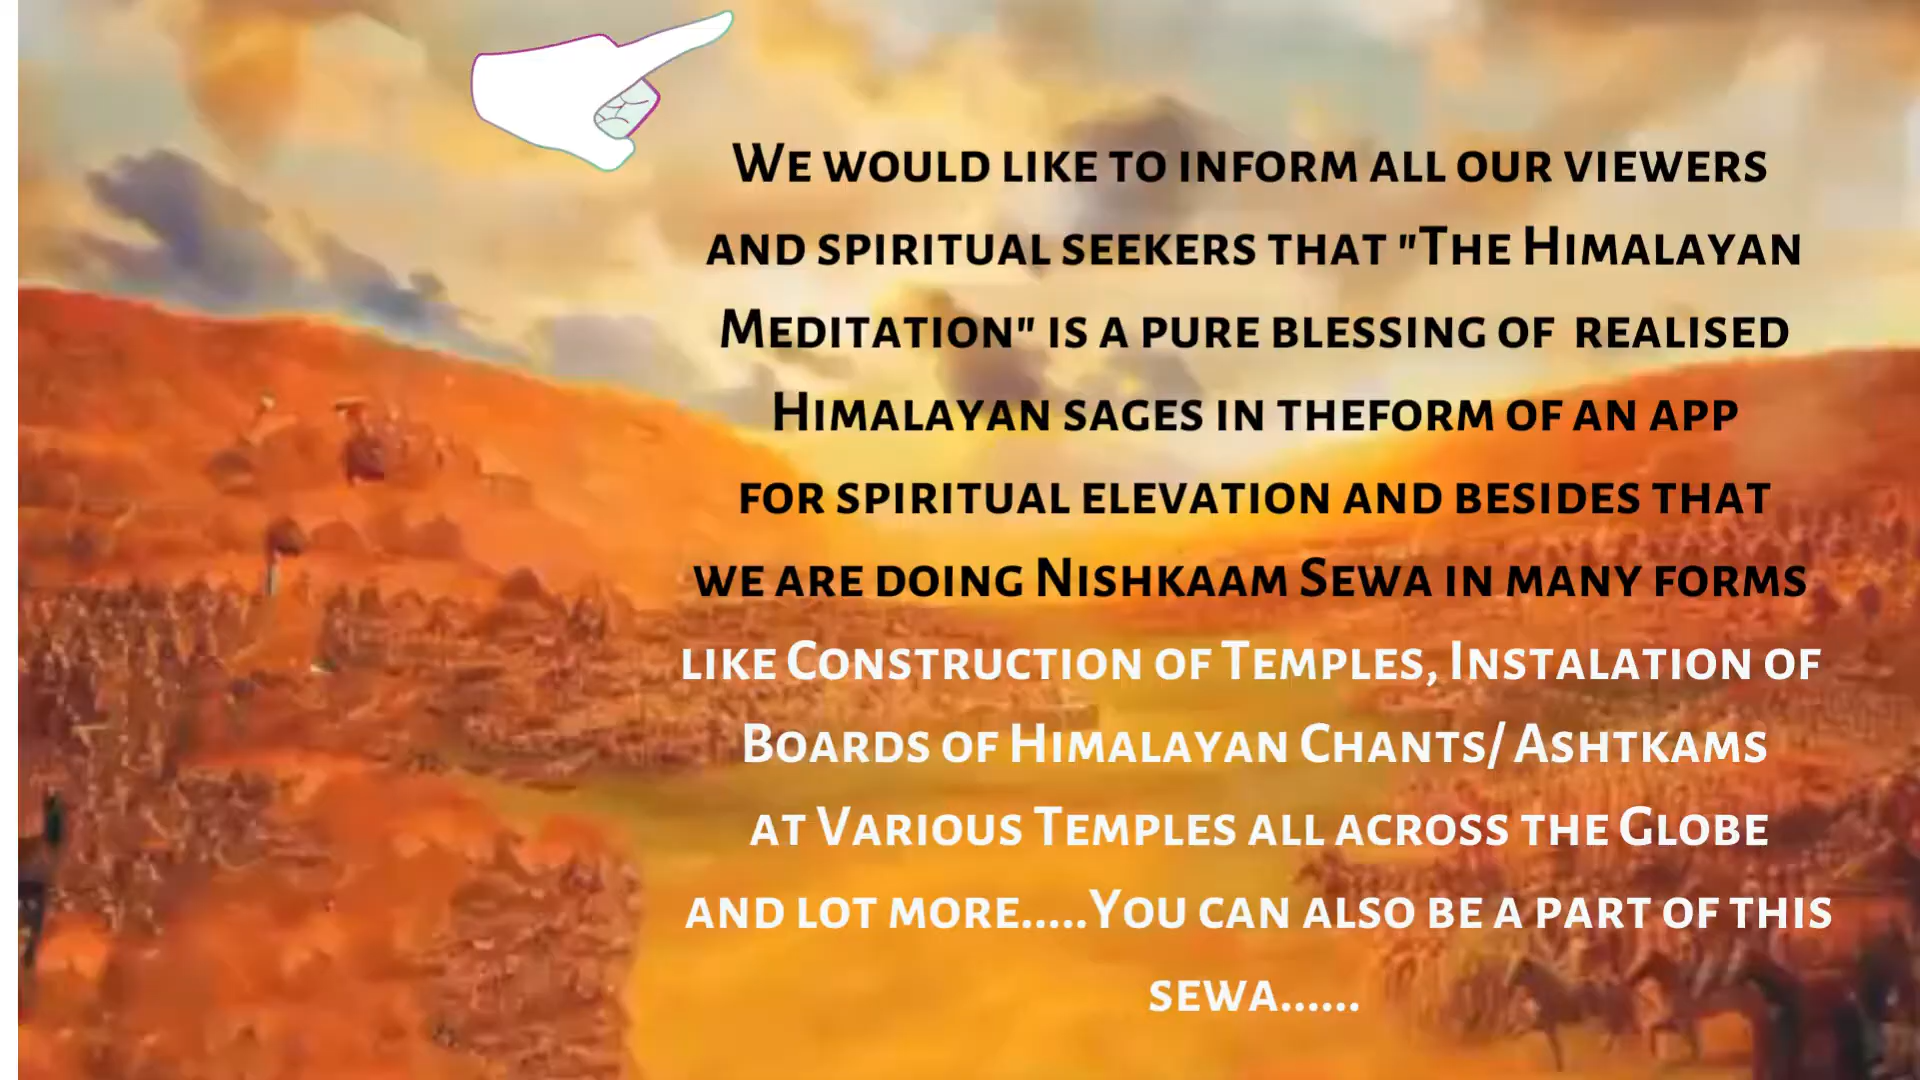 We would like to inform all our viewers
and spiritual seekers that "The Himalayan
Meditation" is a pure blessing of realised
Himalayan sages in theform of an app
for spiritual elevation and besides that
we are doing Nishkaam Sewa in many forms
like Construction of Temples, Instalation of
Boards of Himalayan Chants/ Ashtkams
at Various Temples all across the Globe
and lot more.....You can also be a part of this
sewa......